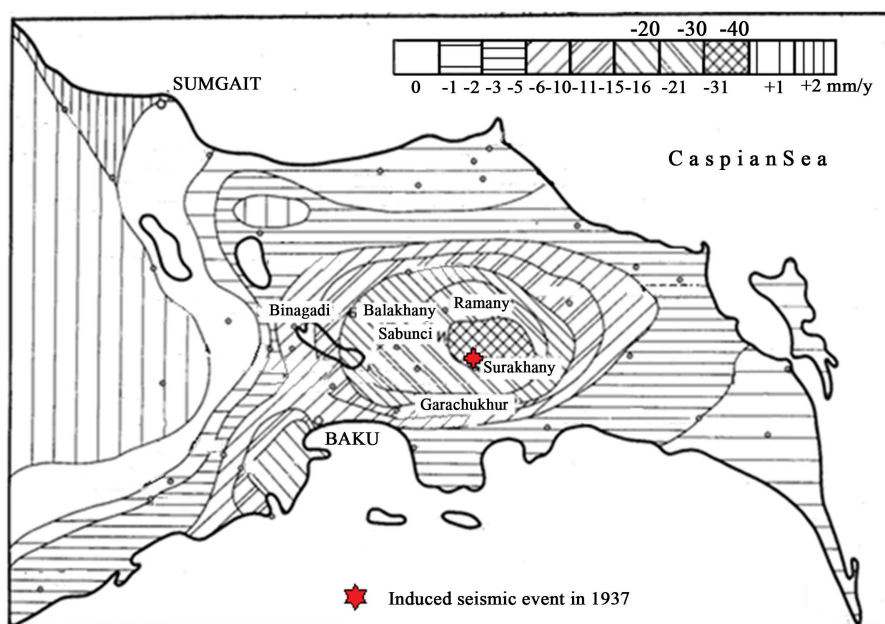 -20 -30 -40
SUMGAIT
0 -1 -2 -3 -5 -6-10-11-15-16 -21 -31 +1 +2 mm/y
CaspianSea
Ramany
Binagadi Balakhany
Sabunci
Surakhany
Garachukhur
BAKU
Induced seismic event in 1937